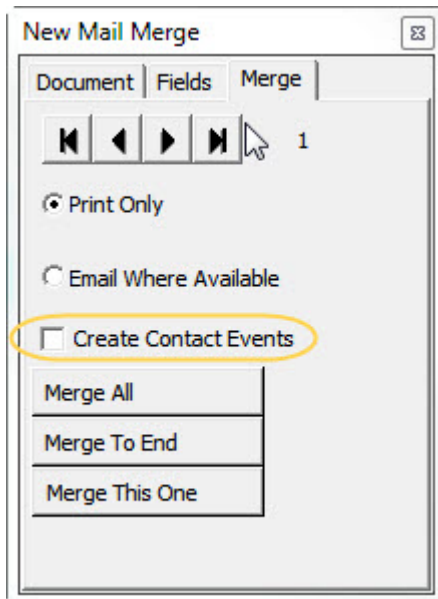 New Mail Merge
Document Fields Merge
1
Print Only
Email Where Available
Create Contact Events
Merge All
Merge To End
Merge This One